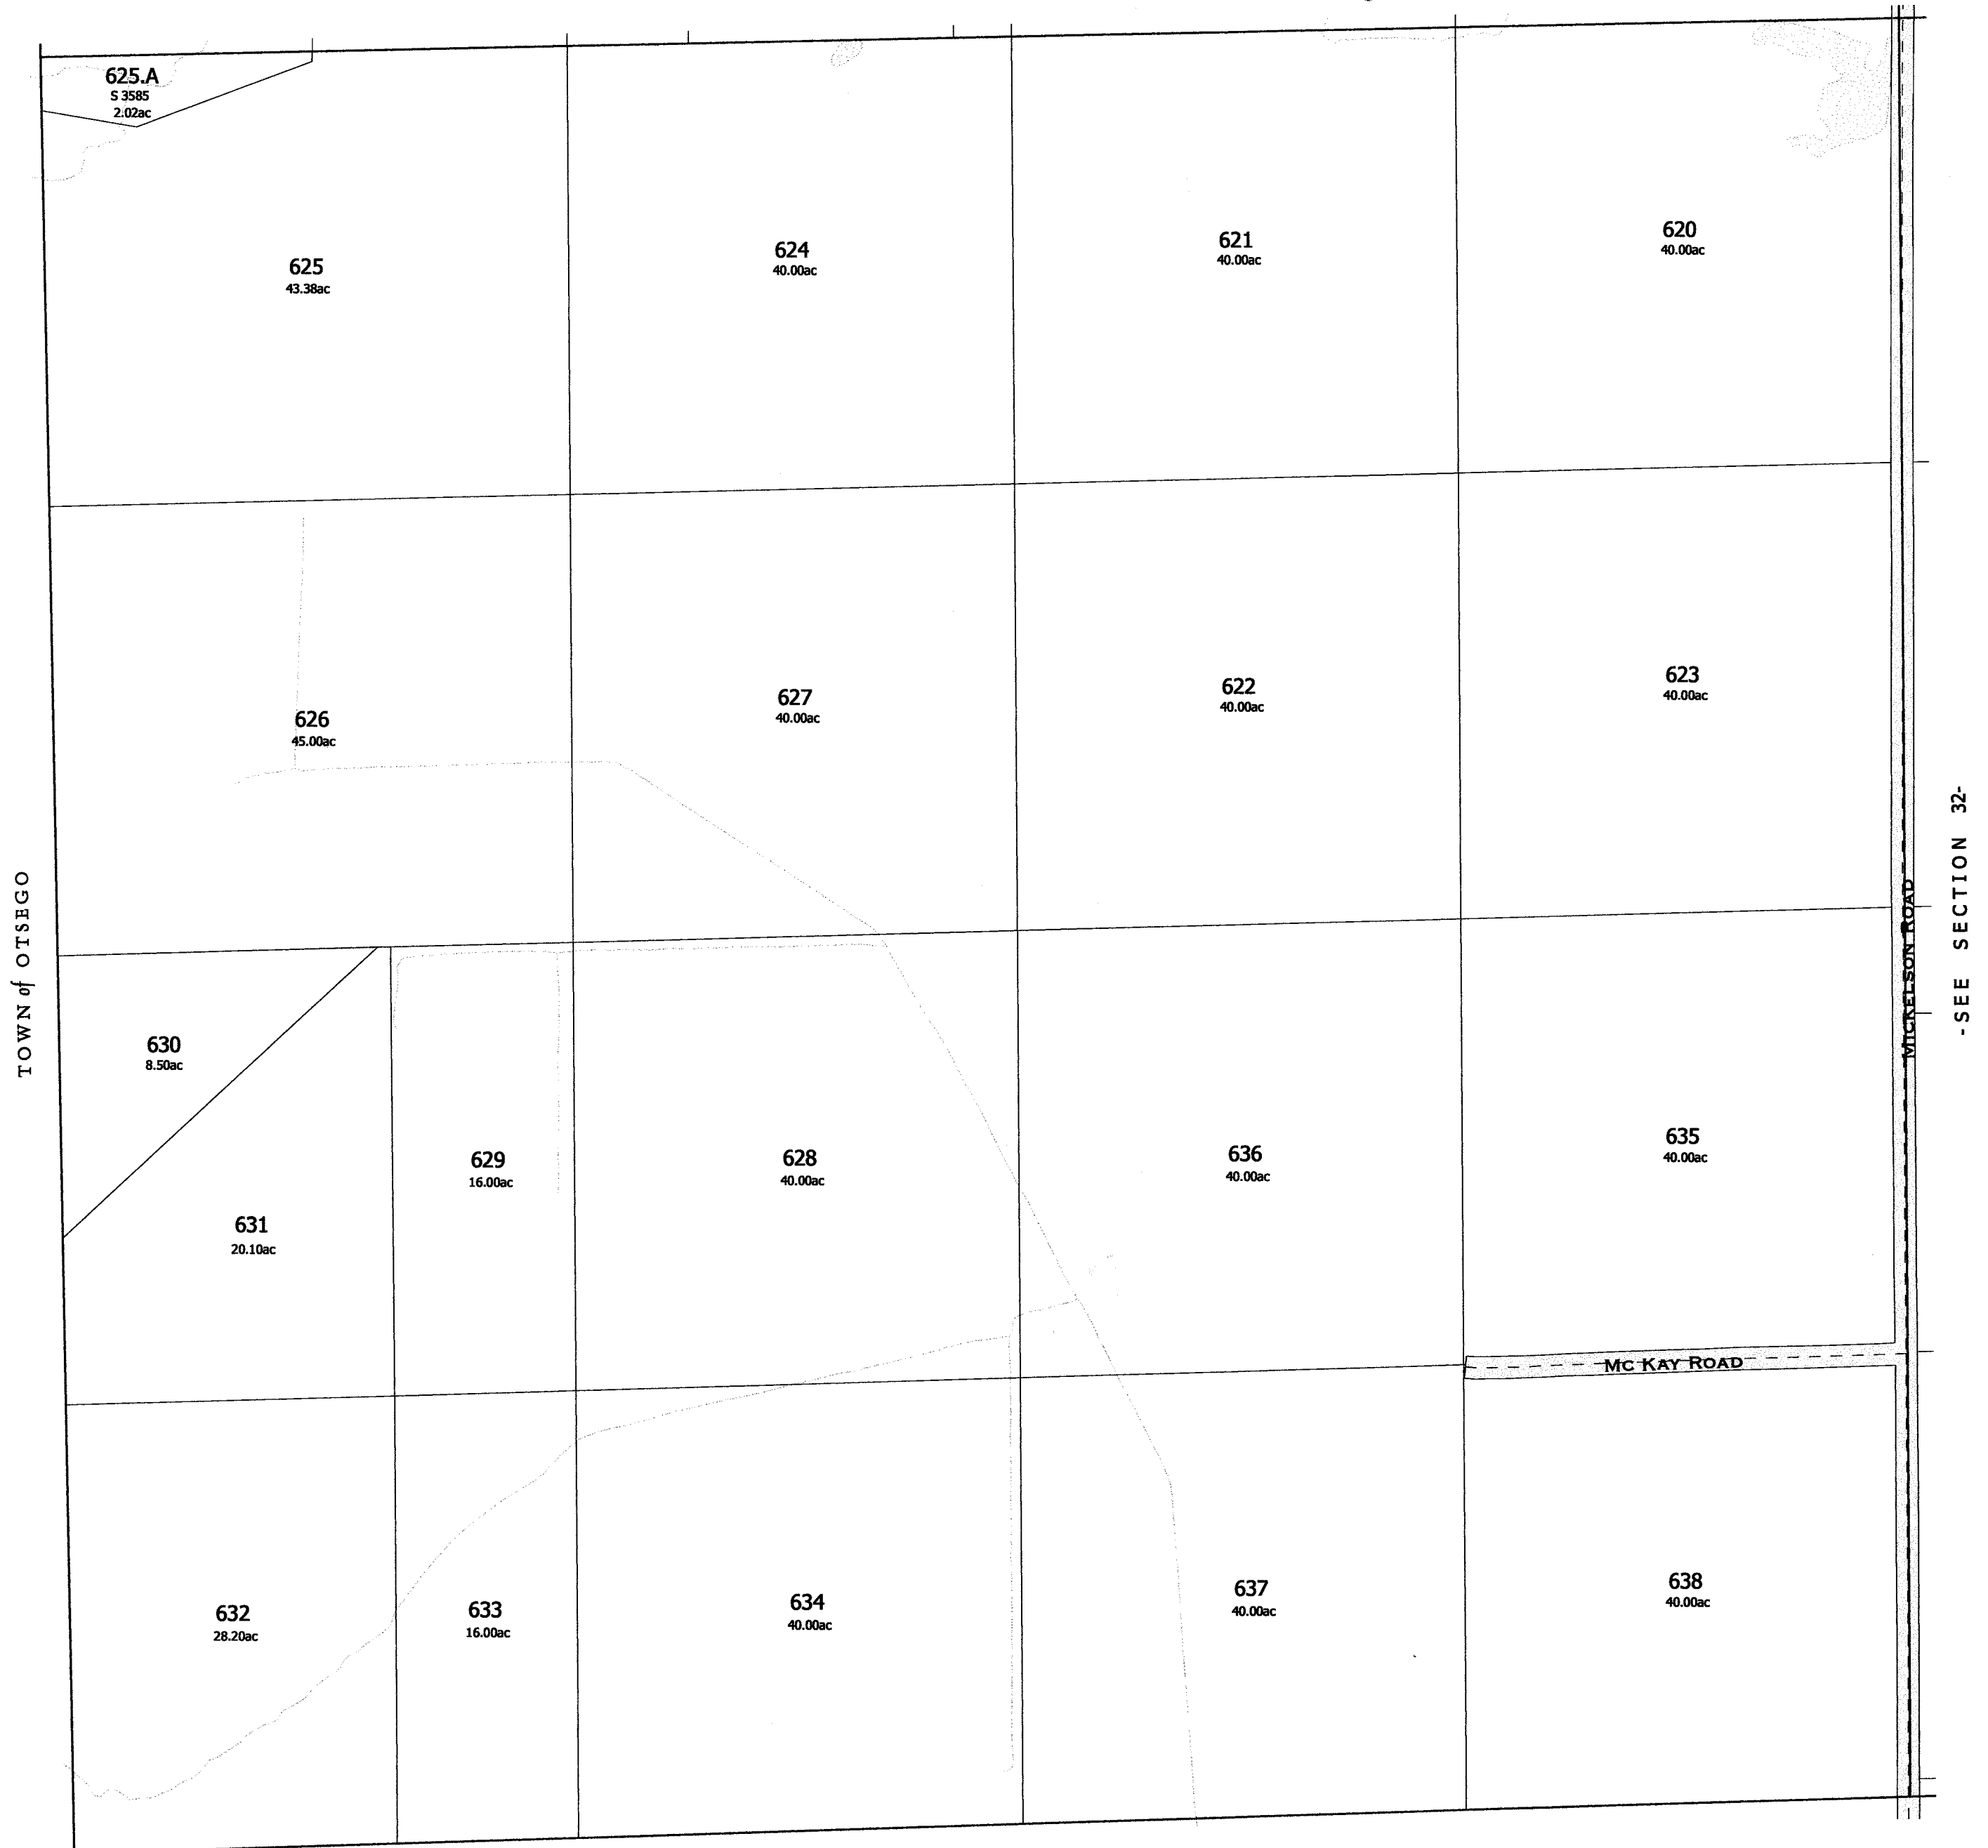 625.A
S 3585
2.02ac
625
43.38ac
624
40.00ac
621
40.00ac
620
40.00ac
626
45.00ac
627
40.00ac
622
40.00ac
623
40.00ac
TOWN of OTSEGO
MICKELSON ROAD
-SEE SECTION 32-
630
8.50ac
631
20.10ac
629
16.00ac
628
40.00ac
636
40.00ac
635
40.00ac
MC KAY ROAD
632
28.20ac
633
16.00ac
634
40.00ac
637
40.00ac
638
40.00ac